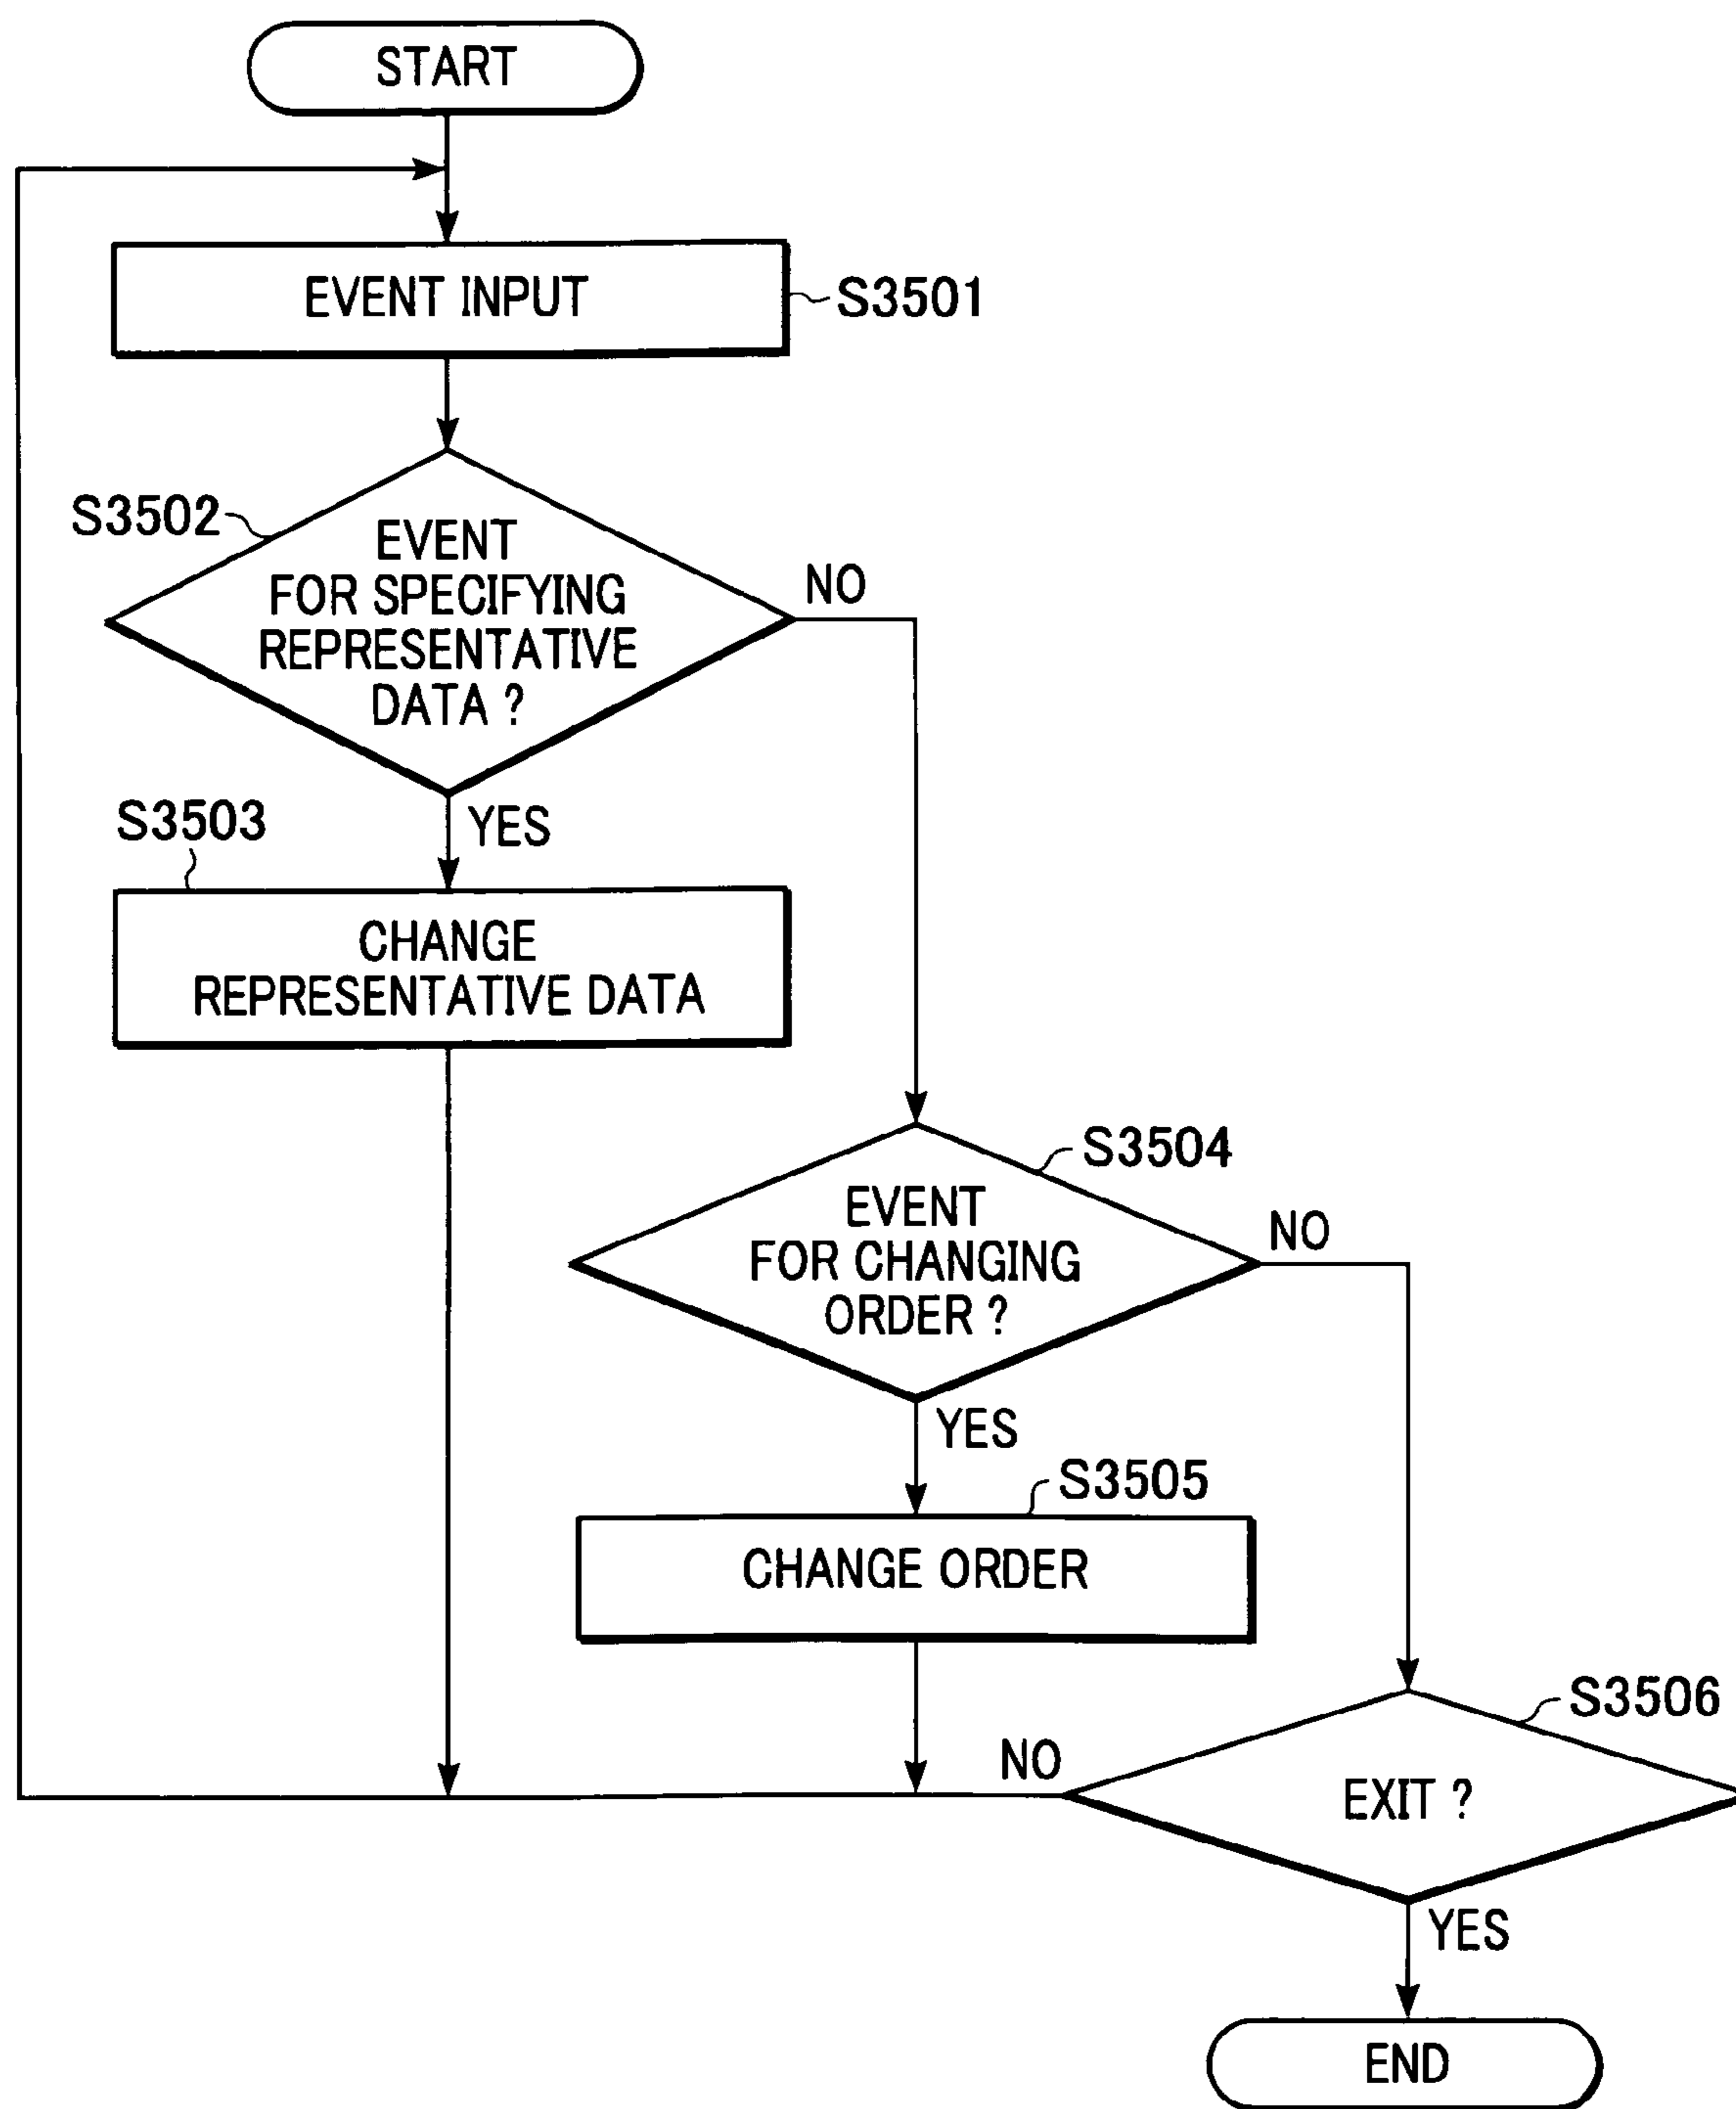 START
EVENT INPUT
S3501
S3502
EVENT
FOR SPECIFYING
REPRESENTATIVE
DATA ?
NO
YES
S3503
CHANGE
REPRESENTATIVE DATA
S3504
EVENT
FOR CHANGING
ORDER ?
NO
YES
S3505
CHANGE ORDER
S3506
NO
EXIT ?
YES
END